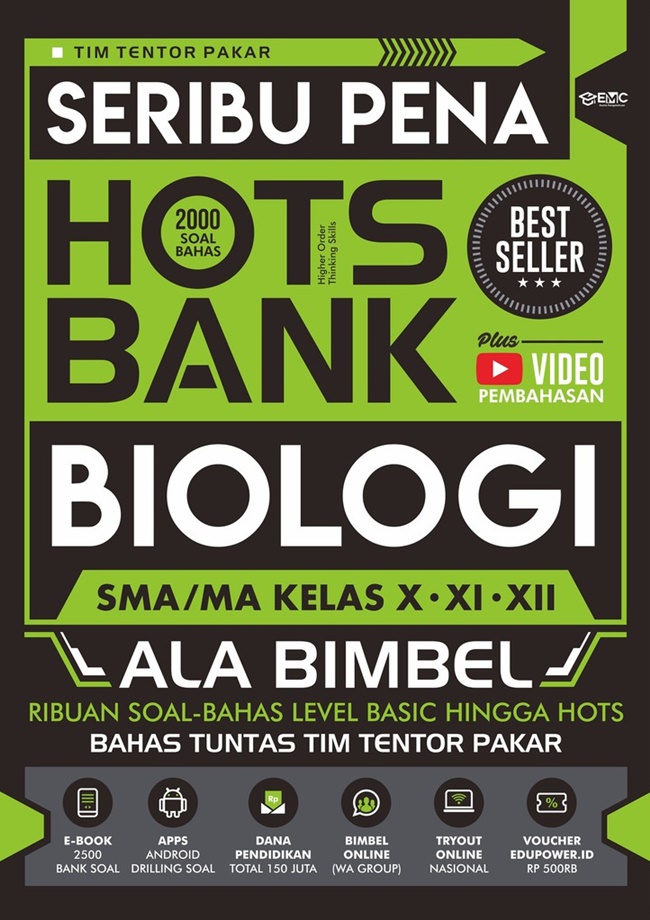 TIM TENTOR PAKAR
EMC
SERIBU PENA
HOTS
2000
SOAL
BAHAS
Higher Order
Thinking Skills
BEST
SELLER
BANK
Plus
VIDEO
PEMBAHASAN
BIOLOGI
SMA/MA KELAS X • XI • XII
ALA BIMBEL
RIBUAN SOAL-BAHAS LEVEL BASIC HINGGA HOTS
BAHAS TUNTAS TIM TENTOR PAKAR
E-BOOK
2500
BANK SOAL
APPS
ANDROID
DRILLING SOAL
Rp
DANA
PENDIDIKAN
TOTAL 150 JUTA
BIMBEL
ONLINE
(WA GROUP)
TRYOUT
ONLINE
NASIONAL
%
VOUCHER
EDUPOWER.ID
RP 500RB